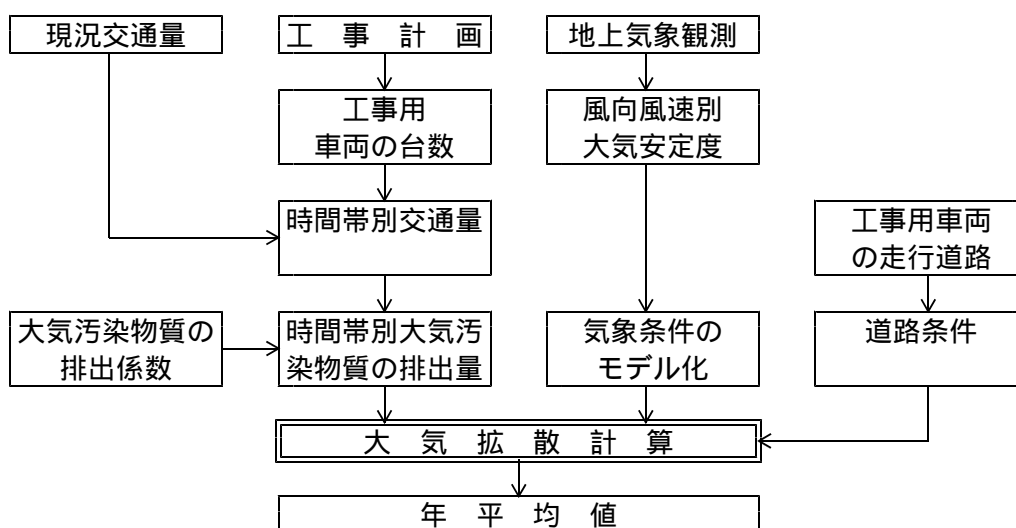 現況交通量
工 事 計 画
地上気象観測
工事用
車両の台数
風向風速別
大気安定度
時間帯別交通量
工事用車両
の走行道路
大気汚染物質の
排出係数
時間帯別大気汚
染物質の排出量
気象条件の
モデル化
道路条件
大 気 拡 散 計 算
年 平 均 値